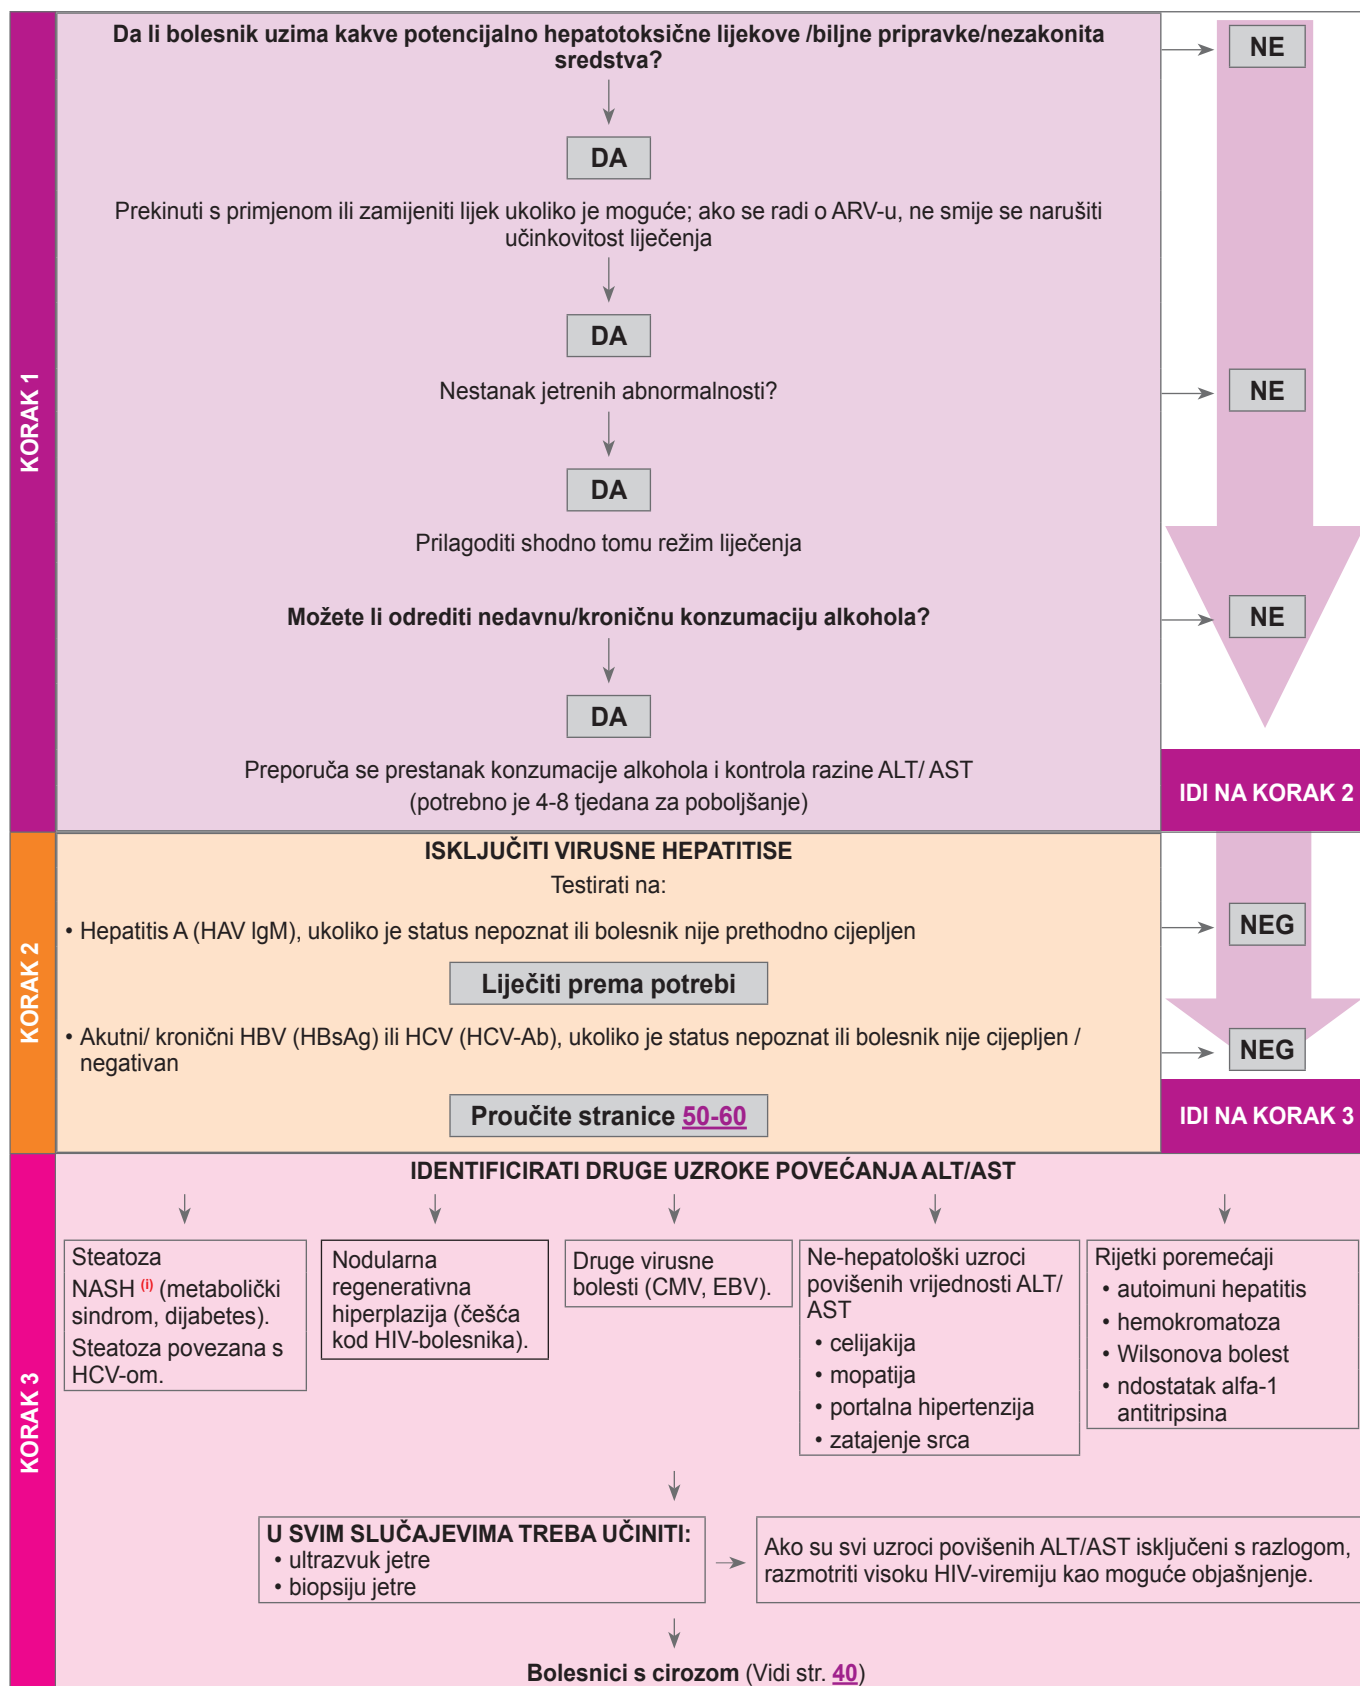 KORAK 1
Da li bolesnik uzima kakve potencijalno hepatotoksične lijekove /biljne pripravke/nezakonita
sredstva?
NE
DA
Prekinuti s primjenom ili zamijeniti lijek ukoliko je moguće; ako se radi o ARV-u, ne smije se narušiti
učinkovitost liječenja
DA
Nestanak jetrenih abnormalnosti?
NE
DA
Prilagoditi shodno tomu režim liječenja
Možete li odrediti nedavnu/kroničnu konzumaciju alkohola?
NE
DA
Preporuča se prestanak konzumacije alkohola i kontrola razine ALT/ AST
(potrebno je 4-8 tjedana za poboljšanje)
IDI NA KORAK 2
KORAK 2
ISKLJUČITI VIRUSNE HEPATITISE
Testirati na:
• Hepatitis A (HAV IgM), ukoliko je status nepoznat ili bolesnik nije prethodno cijepljen
NEG
Liječiti prema potrebi
• Akutni/ kronični HBV (HBsAg) ili HCV (HCV-Ab), ukoliko je status nepoznat ili bolesnik nije cijepljen /
negativan
NEG
Proučite stranice 50-60
IDI NA KORAK 3
KORAK 3
IDENTIFICIRATI DRUGE UZROKE POVEĆANJA ALT/AST
Steatoza
NASH (i) (metabolički
sindrom, dijabetes).
Steatoza povezana s
HCV-om.
Nodularna
regenerativna
hiperplazija (češća
kod HIV-bolesnika).
Druge virusne
bolesti (CMV, EBV).
Ne-hepatološki uzroci
povišenih vrijednosti ALT/
AST
• celijakija
• mopatija
• portalna hipertenzija
• zatajenje srca
Rijetki poremećaji
• autoimuni hepatitis
• hemokromatoza
• Wilsonova bolest
• ndostatak alfa-1
antitripsina
U SVIM SLUČAJEVIMA TREBA UČINITI:
• ultrazvuk jetre
• biopsiju jetre
Ako su svi uzroci povišenih ALT/AST isključeni s razlogom,
razmotriti visoku HIV-viremiju kao moguće objašnjenje.
Bolesnici s cirozom (Vidi str. 40)